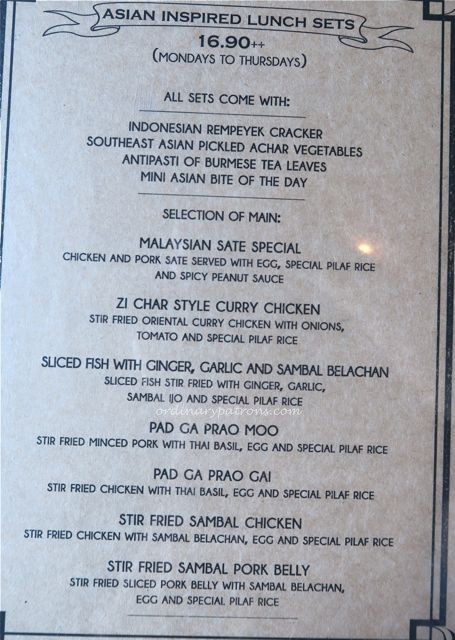 ASIAN INSPIRED LUNCH SETS
16.90++
(MONDAYS TO THURSDAYS)
ALL SETS COME WITH:
INDONESIAN REMPEYEK CRACKER
SOUTHEAST ASIAN PICKLED ACHAR VEGETABLES
ANTIPASTI OF BURMESE TEA LEAVES
MINI ASIAN BITE OF THE DAY
SELECTION OF MAIN:
MALAYSIAN SATE SPECIAL
CHICKEN AND PORK SATE SERVED WITH EGG, SPECIAL PILAF RICE
AND SPICY PEANUT SAUCE
ZI CHAR STYLE CURRY CHICKEN
STIR FRIED ORIENTAL CURRY CHICKEN WITH ONIONS,
TOMATO AND SPECIAL PILAF RICE
SLICED FISH WITH GINGER, GARLIC AND SAMBAL BELACHAN
SLICED FISH STIR FRIED WITH GINGER, GARLIC,
SAMBAL IJO AND SPECIAL PILAF RICE
ordinarypatrons.com
PAD GA PRAO MOO
STIR FRIED MINCED PORK WITH THAI BASIL, EGG AND SPECIAL PILAF RICE
PAD GA PRAO GAI
STIR FRIED CHICKEN WITH THAI BASIL, EGG AND SPECIAL PILAF RICE
STIR FRIED SAMBAL CHICKEN
STIR FRIED CHICKEN WITH SAMBAL BELACHAN, EGG AND SPECIAL PILAF RICE
STIR FRIED SAMBAL PORK BELLY
STIR FRIED SLICED PORK BELLY WITH SAMBAL BELACHAN,
EGG AND SPECIAL PILAF RICE